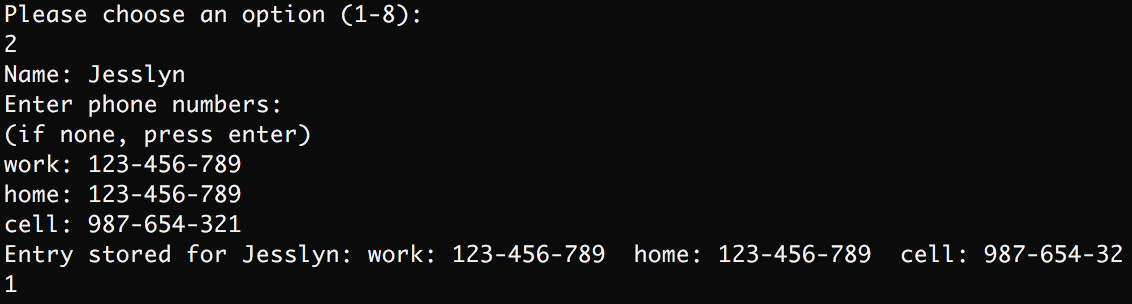 Please choose an option (1-8):
2
Name: Jesslyn
Enter phone numbers:
(if none, press enter)
work: 123-456-789
home: 123-456-789
cell: 987-654-321
Entry stored for Jesslyn: work: 123-456-789  home: 123-456-789  cell: 987-654-32
1